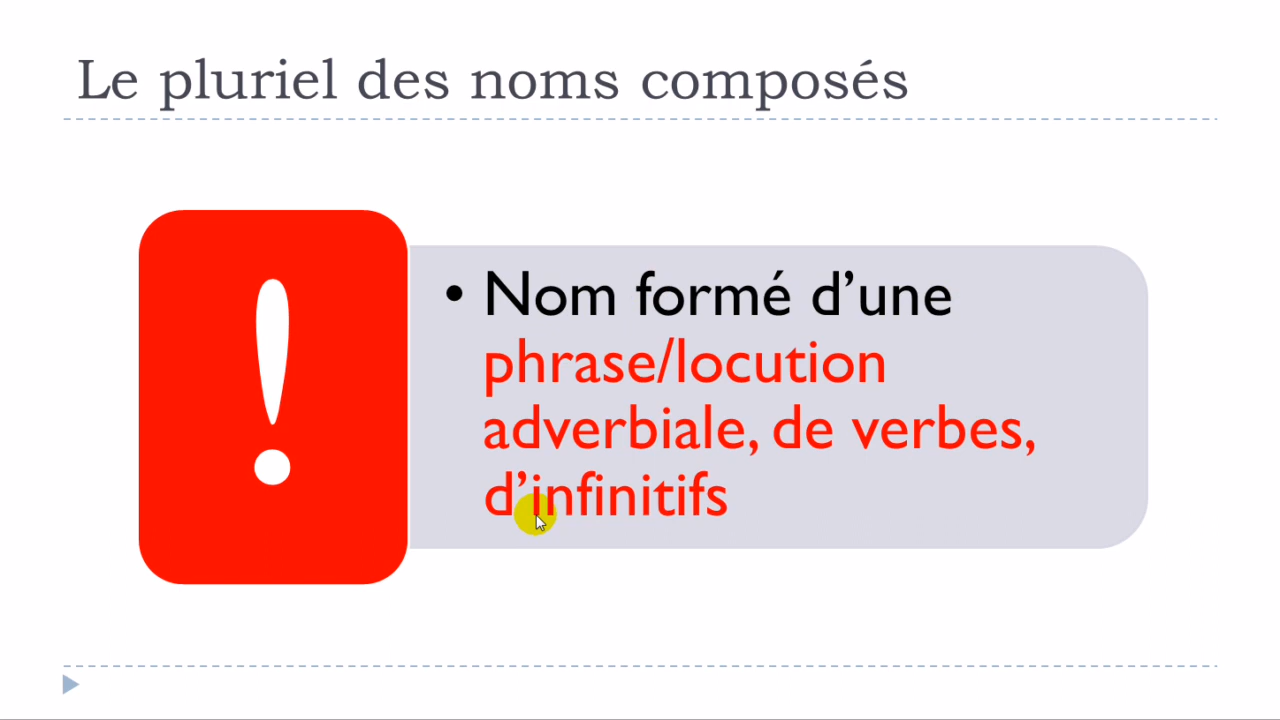 Le pluriel des noms composés
!
• Nom formé d’une
phrase/locution
adverbiale, de verbes,
d’infinitifs